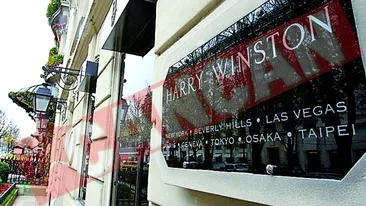 HARRY·WINSTON
NEW YORK • BEVERLY HILLS • LAS VEGAS
• GENEVA • TOKYO • OSAKA • TAIPEI